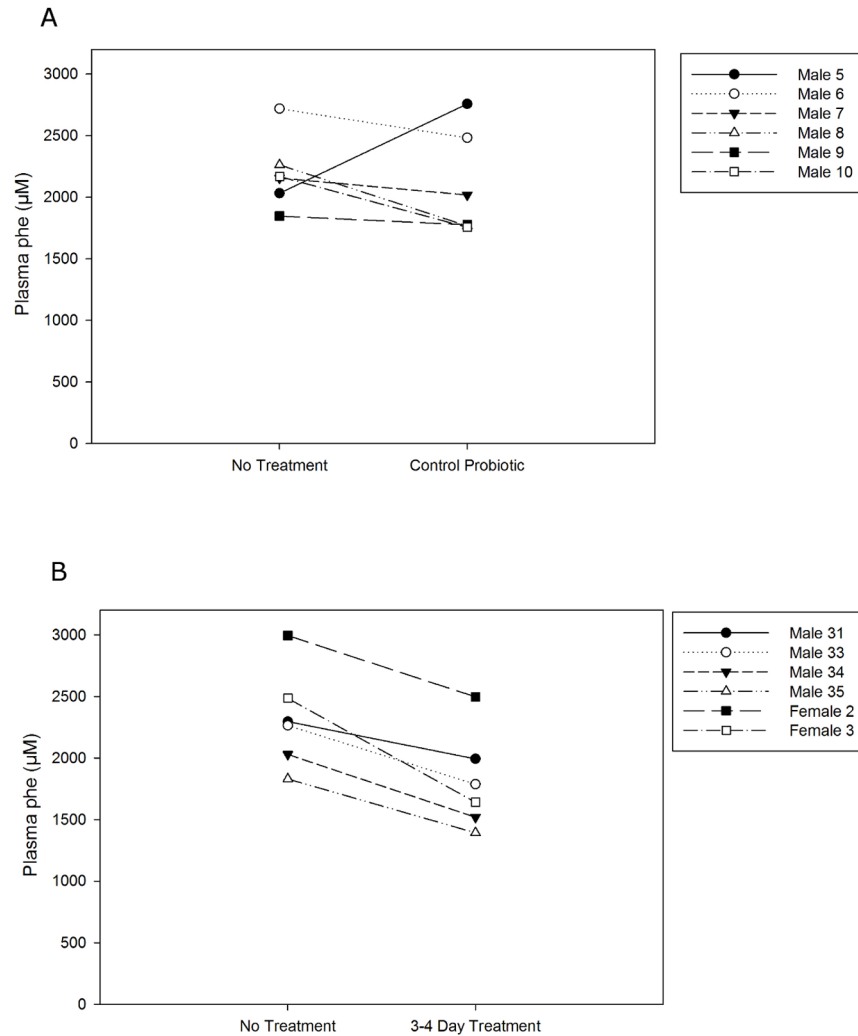 A
Plasma phe (µM)
3000
2500
2000
1500
1000
500
0
No Treatment
Control Probiotic
Male 5
Male 6
Male 7
Male 8
Male 9
Male 10
B
Plasma phe (µM)
3000
2500
2000
1500
1000
500
0
No Treatment
3-4 Day Treatment
Male 31
Male 33
Male 34
Male 35
Female 2
Female 3